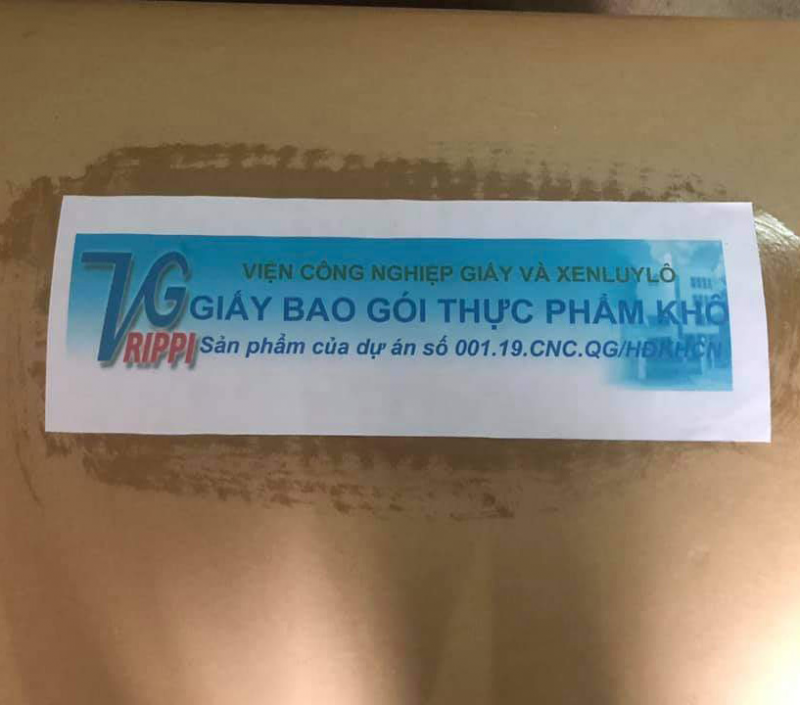 VIỆN CÔNG NGHIỆP GIẤY VÀ XENLUYLÔ
VG GIẤY BAO GÓI THỰC PHẨM KHÔ
RIPPI Sản phẩm của dự án số 001.19.CNC.QG/HĐKHCN